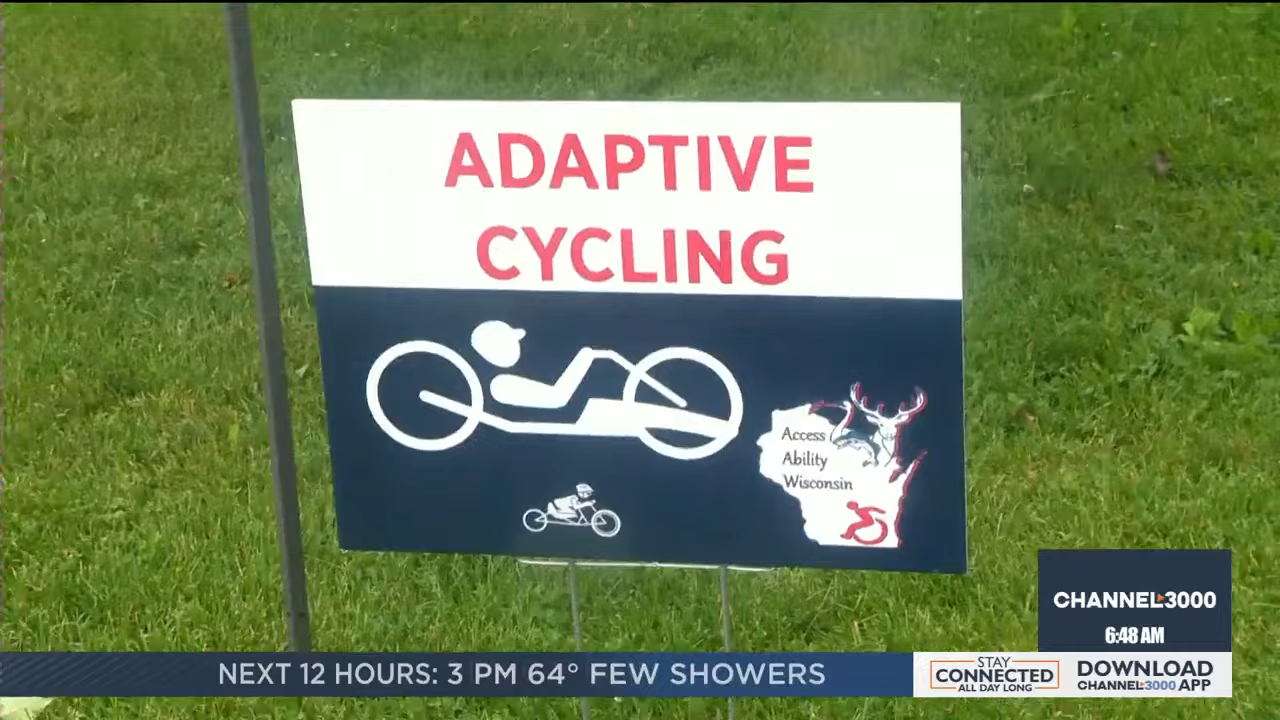 ADAPTIVE
CYCLING
Access
Ability
Wisconsin
CHANNEL3000
6:48 AM
NEXT 12 HOURS: 3 PM 64° FEW SHOWERS
STAY
CONNECTED
ALL DAY LONG
DOWNLOAD
CHANNEL3000 APP